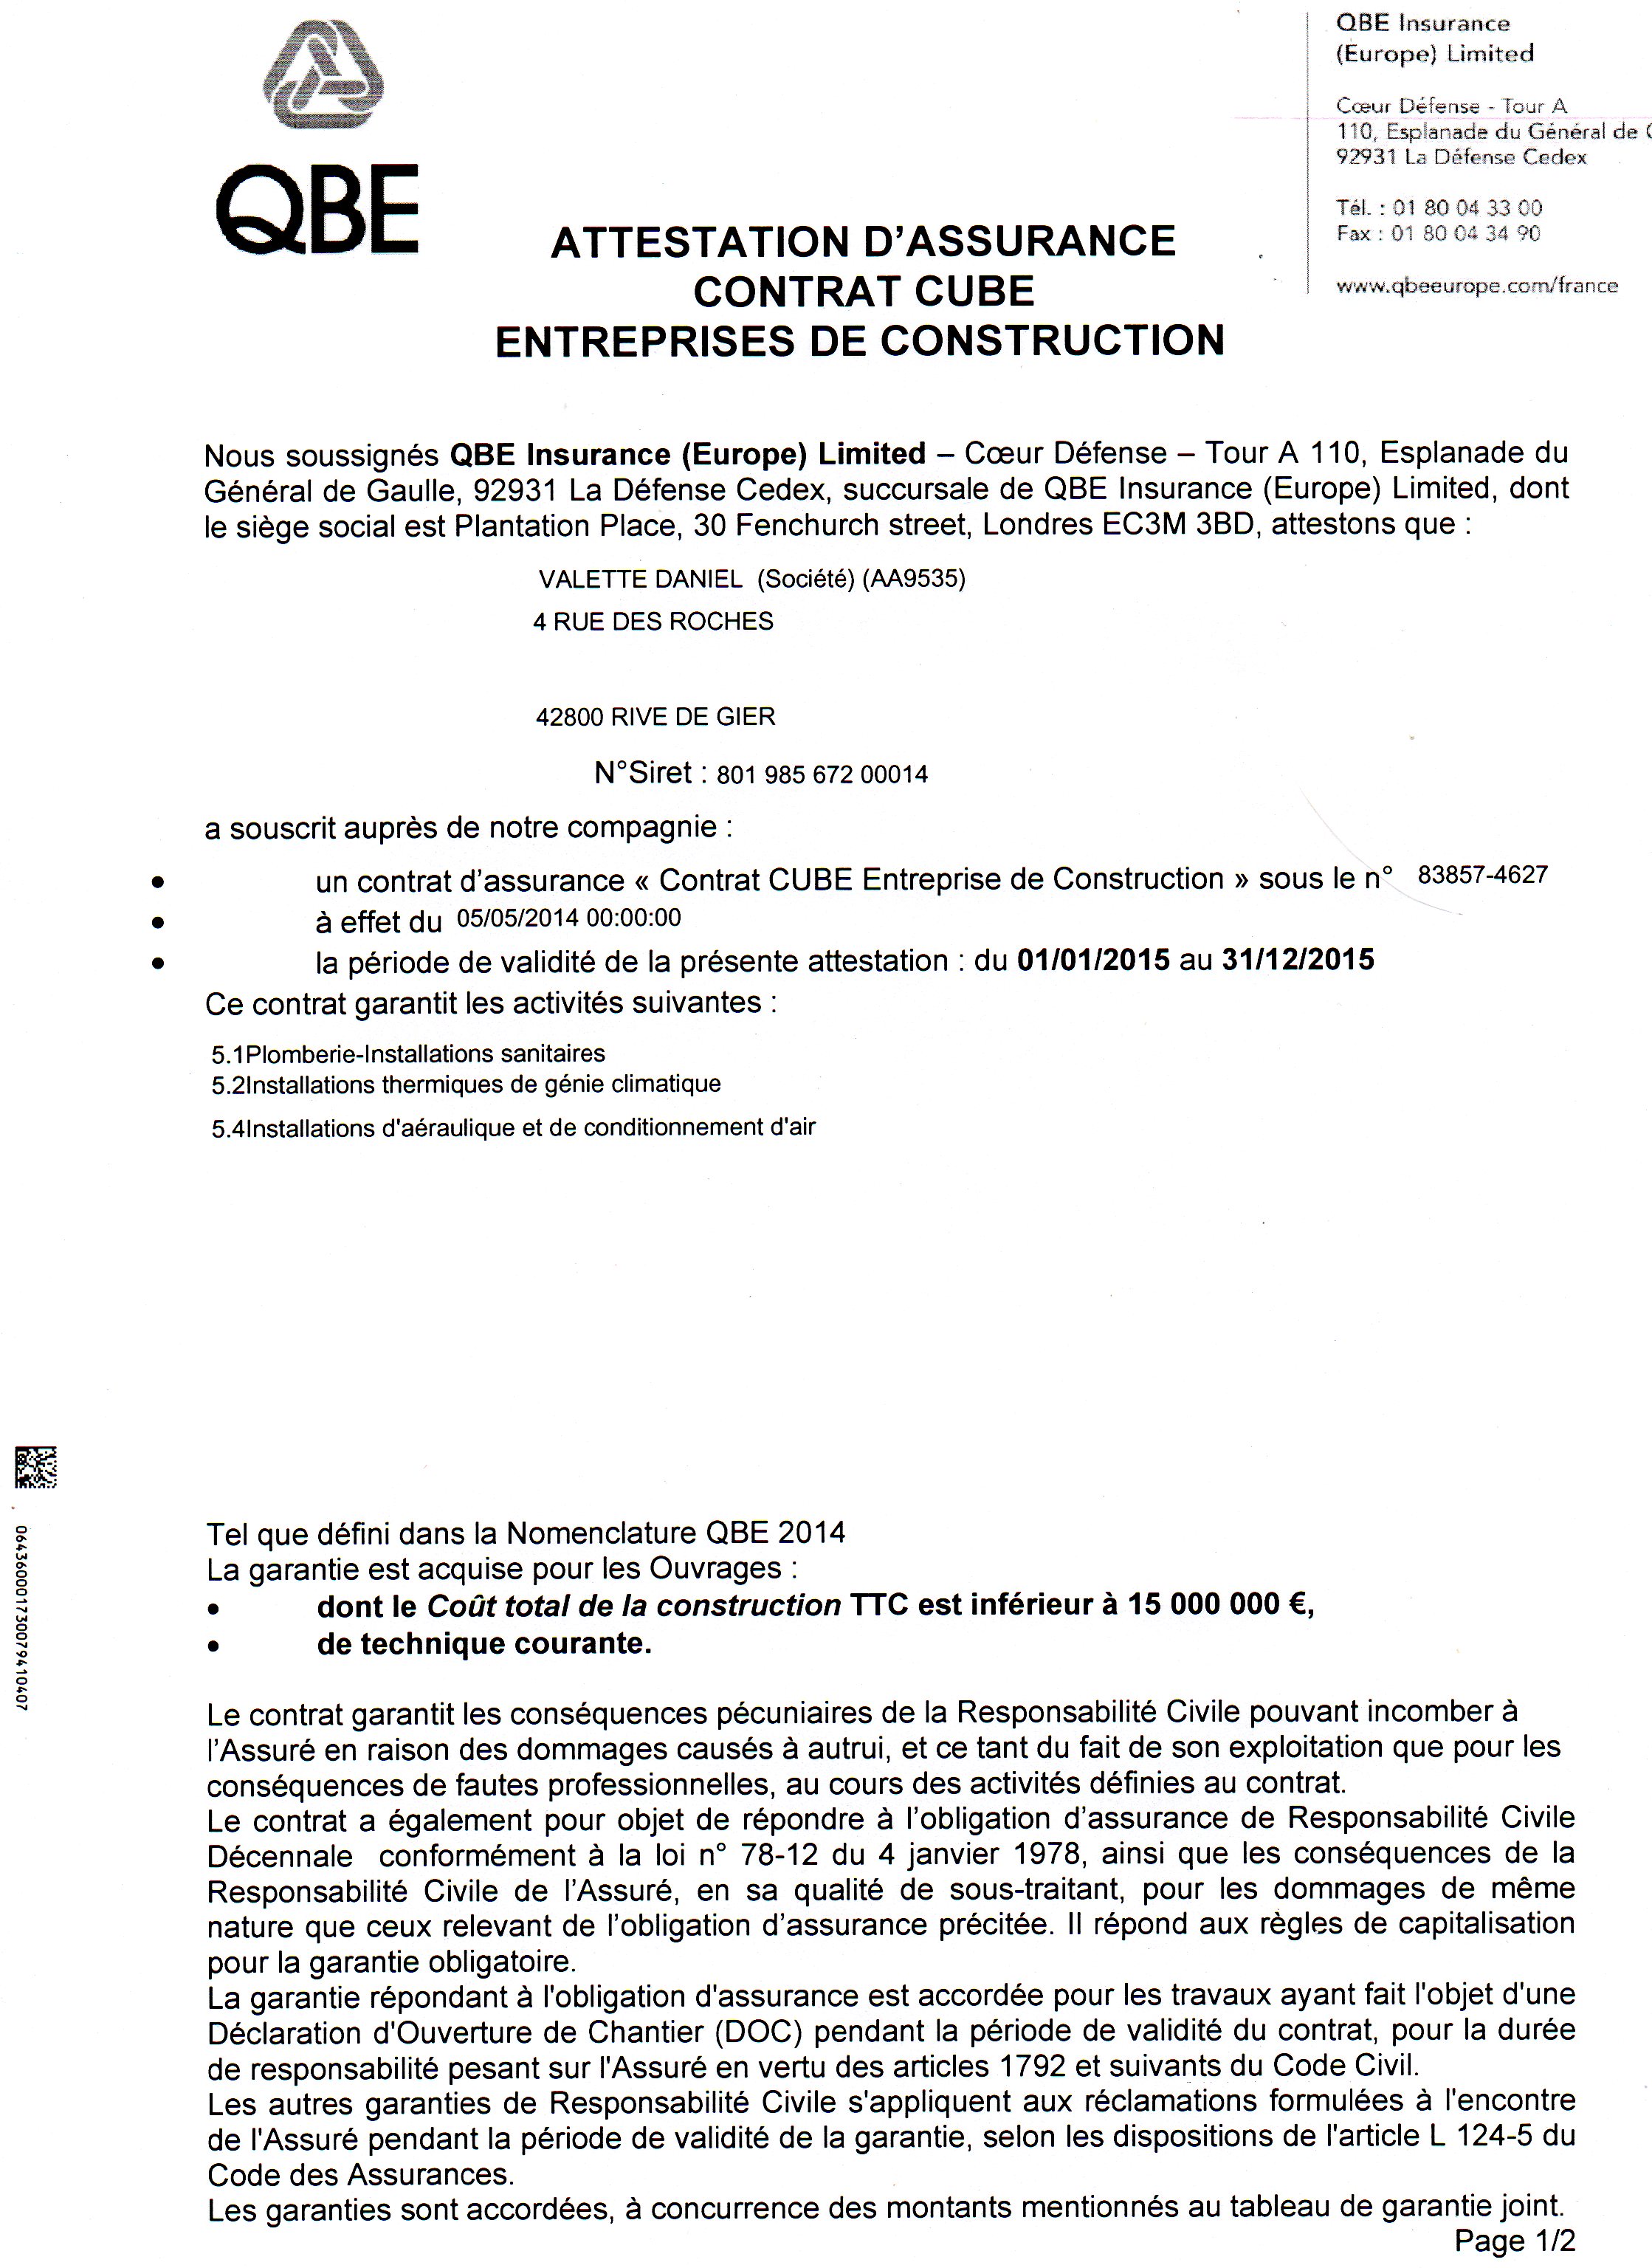 QBE
QBE Insurance
(Europe) Limited
Cœur Défense - Tour A
110, Esplanade du Général de
92931 La Défense Cedex
Tél. : 01 80 04 33 00
Fax : 01 80 04 34 90
www.qbeeurope.com/france
ATTESTATION D'ASSURANCE
CONTRAT CUBE
ENTREPRISES DE CONSTRUCTION
Nous soussignés QBE Insurance (Europe) Limited – Cœur Défense – Tour A 110, Esplanade du
Général de Gaulle, 92931 La Défense Cedex, succursale de QBE Insurance (Europe) Limited, dont
le siège social est Plantation Place, 30 Fenchurch street, Londres EC3M 3BD, attestons que :
VALETTE DANIEL (Société) (AA9535)
4 RUE DES ROCHES
42800 RIVE DE GIER
N°Siret : 801 985 672 00014
a souscrit auprès de notre compagnie :
• un contrat d'assurance « Contrat CUBE Entreprise de Construction » sous le n° 83857-4627
• à effet du 05/05/2014 00:00:00
• la période de validité de la présente attestation : du 01/01/2015 au 31/12/2015
Ce contrat garantit les activités suivantes :
5.1Plomberie-Installations sanitaires
5.2Installations thermiques de génie climatique
5.4Installations d'aéraulique et de conditionnement d'air
064360001730079410407
Tel que défini dans la Nomenclature QBE 2014
La garantie est acquise pour les Ouvrages :
• dont le Coût total de la construction TTC est inférieur à 15 000 000 €,
• de technique courante.
Le contrat garantit les conséquences pécuniaires de la Responsabilité Civile pouvant incomber à
l'Assuré en raison des dommages causés à autrui, et ce tant du fait de son exploitation que pour les
conséquences de fautes professionnelles, au cours des activités définies au contrat.
Le contrat a également pour objet de répondre à l'obligation d'assurance de Responsabilité Civile
Décennale conformément à la loi n° 78-12 du 4 janvier 1978, ainsi que les conséquences de la
Responsabilité Civile de l'Assuré, en sa qualité de sous-traitant, pour les dommages de même
nature que ceux relevant de l'obligation d'assurance précitée. Il répond aux règles de capitalisation
pour la garantie obligatoire.
La garantie répondant à l'obligation d'assurance est accordée pour les travaux ayant fait l'objet d'une
Déclaration d'Ouverture de Chantier (DOC) pendant la période de validité du contrat, pour la durée
de responsabilité pesant sur l'Assuré en vertu des articles 1792 et suivants du Code Civil.
Les autres garanties de Responsabilité Civile s'appliquent aux réclamations formulées à l'encontre
de l'Assuré pendant la période de validité de la garantie, selon les dispositions de l'article L 124-5 du
Code des Assurances.
Les garanties sont accordées, à concurrence des montants mentionnés au tableau de garantie joint.
Page 1/2